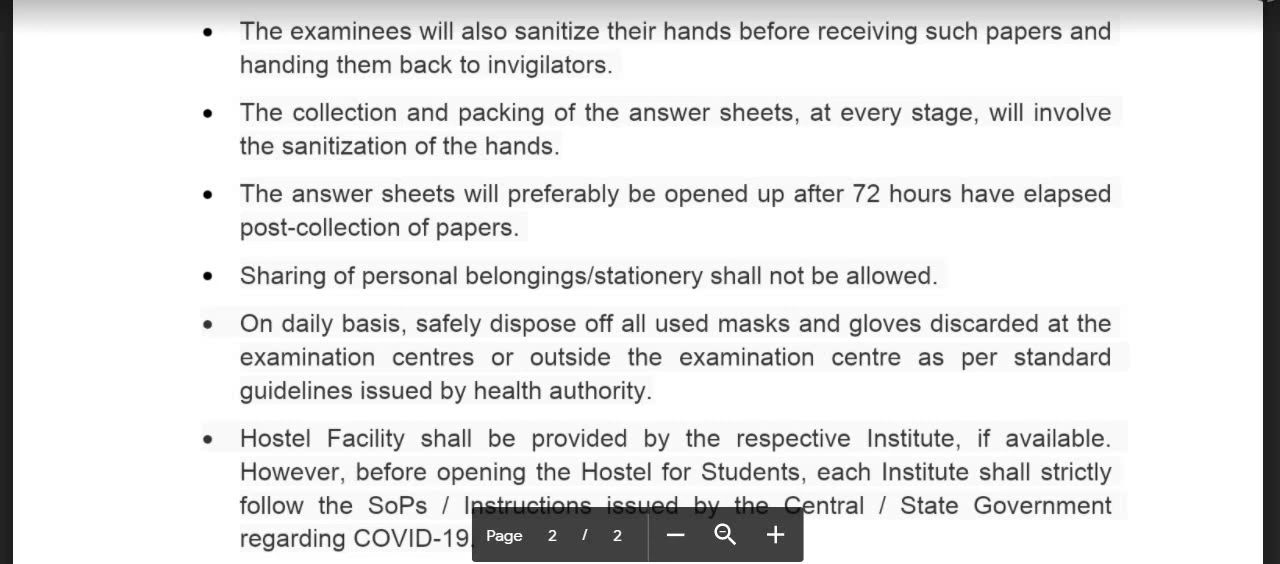 The examinees will also sanitize their hands before receiving such papers and
handing them back to invigilators.
The collection and packing of the answer sheets, at every stage, will involve
the sanitization of the hands.
The answer sheets will preferably be opened up after 72 hours have elapsed
post-collection of papers.
Sharing of personal belongings/stationery shall not be allowed.
On daily basis, safely dispose off all used masks and gloves discarded at the
examination centres or outside the examination centre as per standard
guidelines issued by health authority.
Hostel Facility shall be provided by the respective Institute, if available.
However, before opening the Hostel for Students, each Institute shall strictly
follow the SoPs / Instructions issued by the Central / State Government
regarding COVID-19.
Page 2 / 2